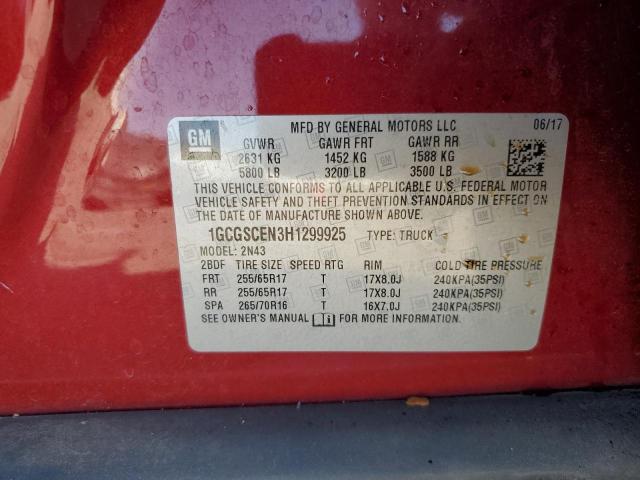 GM
MFD BY GENERAL MOTORS LLC 06/17
GVWR GAWR FRT GAWR RR
2631 KG 1452 KG 1588 KG
5800 LB 3200 LB 3500 LB
THIS VEHICLE CONFORMS TO ALL APPLICABLE U.S. FEDERAL MOTOR
VEHICLE SAFETY AND THEFT PREVENTION STANDARDS IN EFFECT ON
THE DATE OF MANUFACTURE SHOWN ABOVE.
1GCGSCEN3H1299925 TYPE: TRUCK
MODEL: 2N43
2BDF TIRE SIZE SPEED RTG RIM COLD TIRE PRESSURE
FRT 255/65R17 T 17X8.0J 240KPA(35PSI)
RR 255/65R17 T 17X8.0J 240KPA(35PSI)
SPA 265/70R16 T 16X7.0J 240KPA(35PSI)
SEE OWNER'S MANUAL FOR MORE INFORMATION.